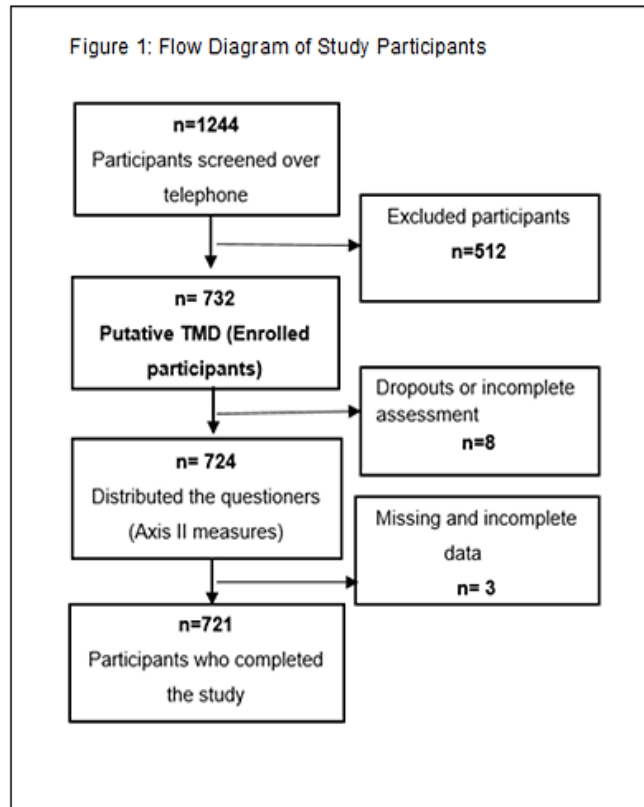 Figure 1: Flow Diagram of Study Participants
n=1244
Participants screened over
telephone
Excluded participants
n=512
n= 732
Putative TMD (Enrolled
participants)
Dropouts or incomplete
assessment
n=8
n= 724
Distributed the questioners
(Axis II measures)
Missing and incomplete
data
n= 3
n=721
Participants who completed
the study